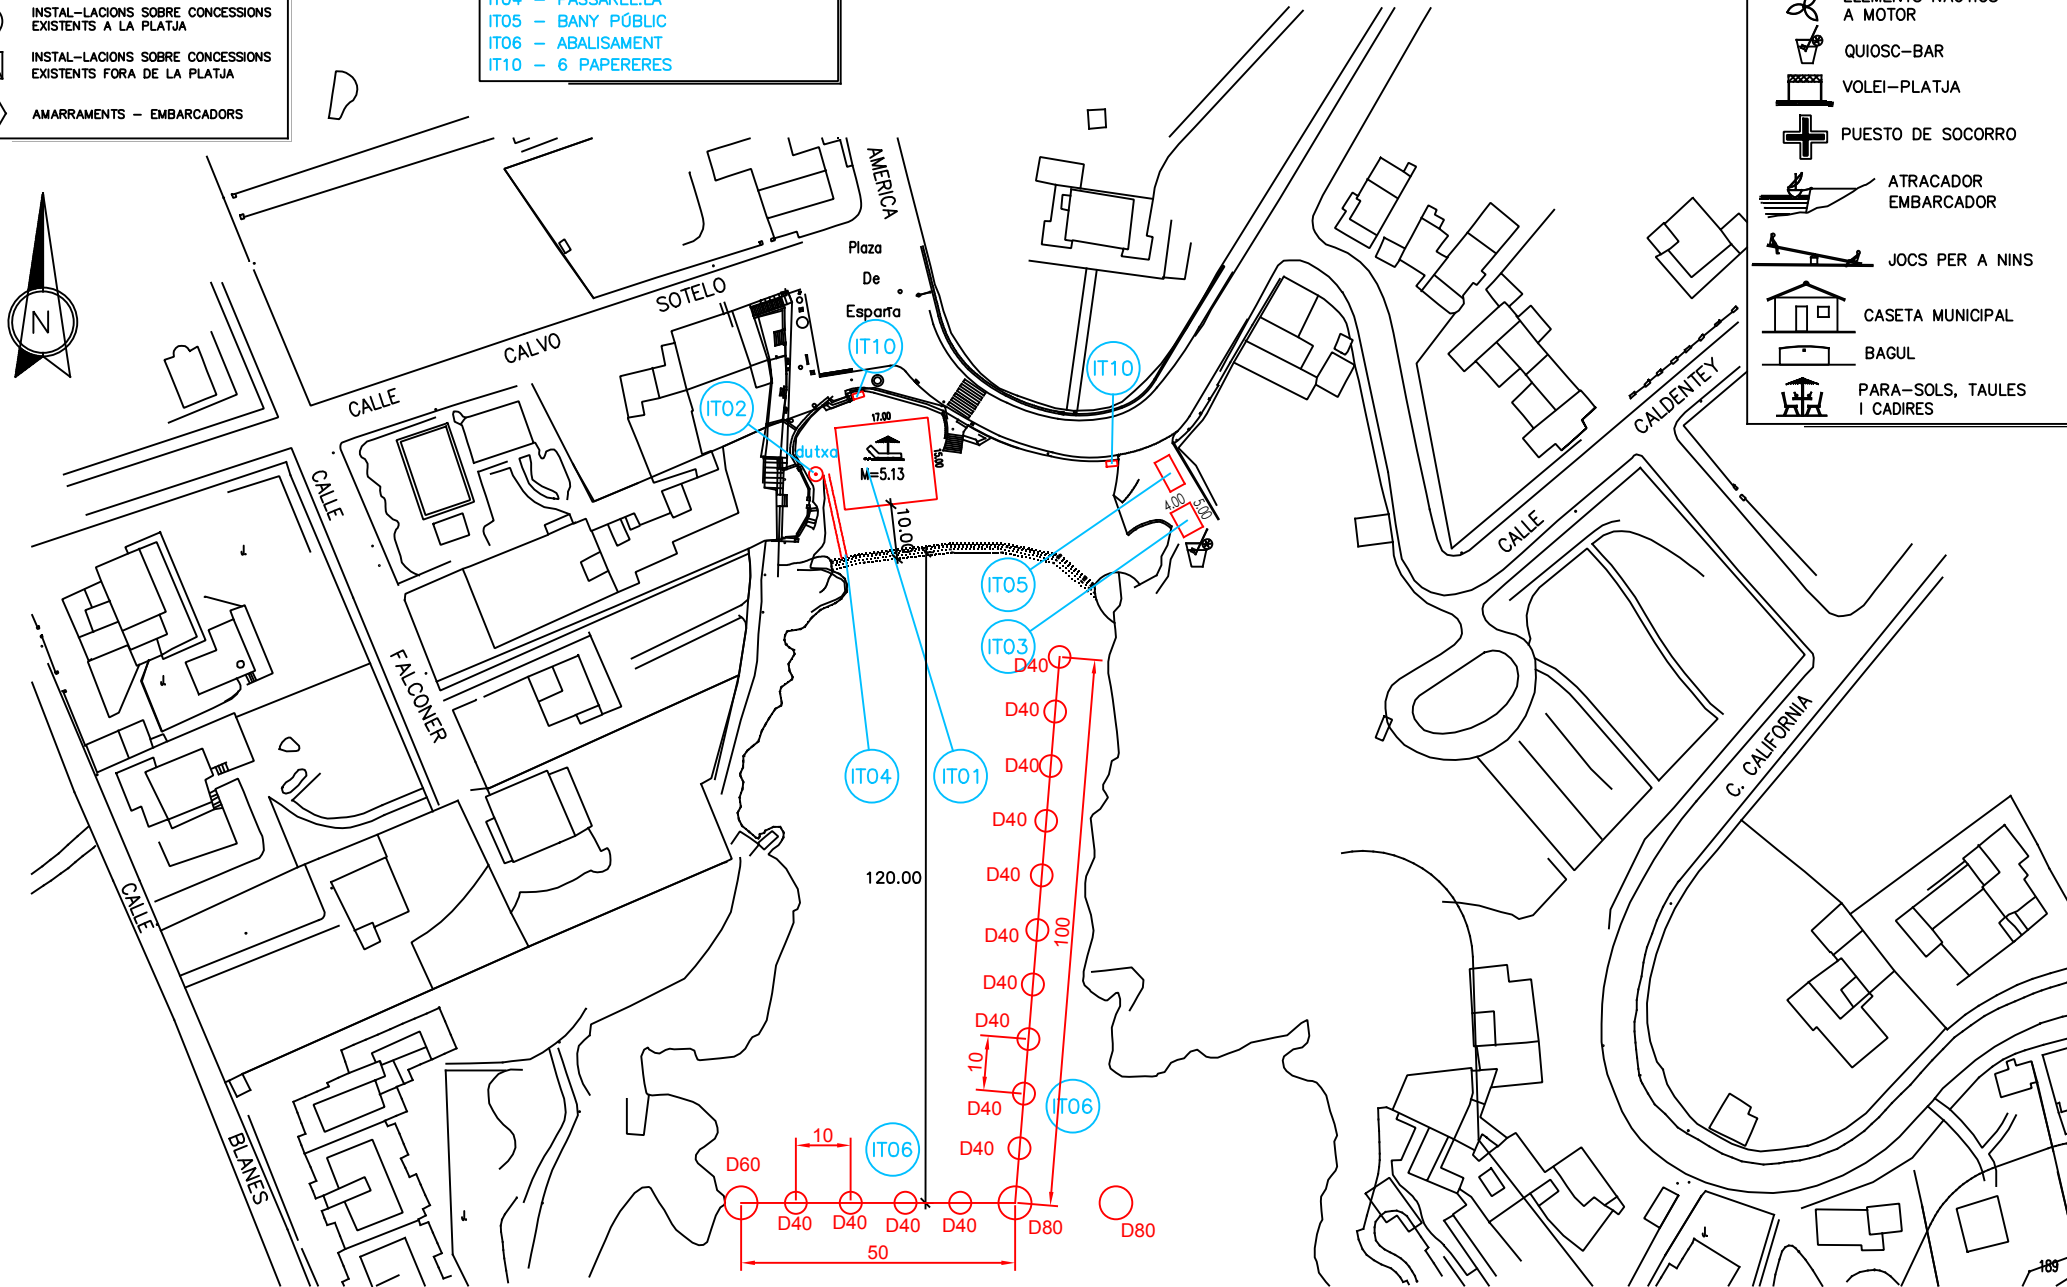 INSTAL-LACIONS SOBRE CONCESSIONS
EXISTENTS A LA PLATJA
INSTAL-LACIONS SOBRE CONCESSIONS
EXISTENTS FORA DE LA PLATJA
AMARRAMENTS - EMBARCADORS
IT04 - PASSAREL.LA
IT05 - BANY PÚBLIC
IT06 - ABALISAMENT
IT10 - 6 PAPERERES
A MOTOR
QUIOSC-BAR
VOLEI-PLATJA
PUESTO DE SOCORRO
ATRACADOR
EMBARCADOR
JOCS PER A NINS
CASETA MUNICIPAL
BAGUL
PARA-SOLS, TAULES
I CADIRES
N
AMERICA
Plaza
De
España
CALLE
CALVO
SOTELO
IT10
IT10
IT02
dutxa
17.00
15.00
M=5.13
10.00
4.00
5.00
IT05
IT03
IT04
IT01
120.00
CALLE
FALCONER
CALLE
BLANES
CALLE
CALDENTEY
C. CALIFORNIA
D40
D40
D40
D40
D40
D40
D40
D40
D40
D40
100
10
IT06
IT06
10
D60
D40
D40
D40
D40
D80
D80
50
189